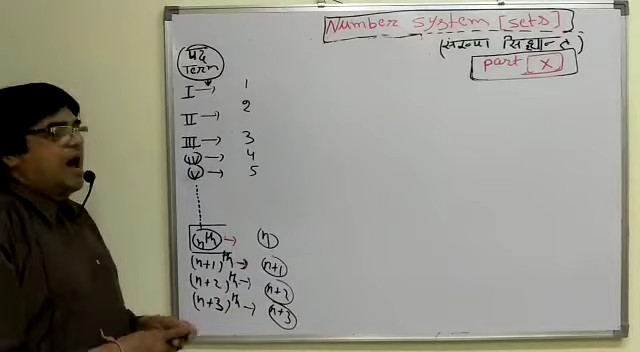 Number System [sets]
(संख्या सिद्धान्त)
part X
पद
Term
I → 1
II → 2
III → 3
IV → 4
V → 5
nth → n
(n+1)th → n+1
(n+2)th → n+2
(n+3)th → n+3